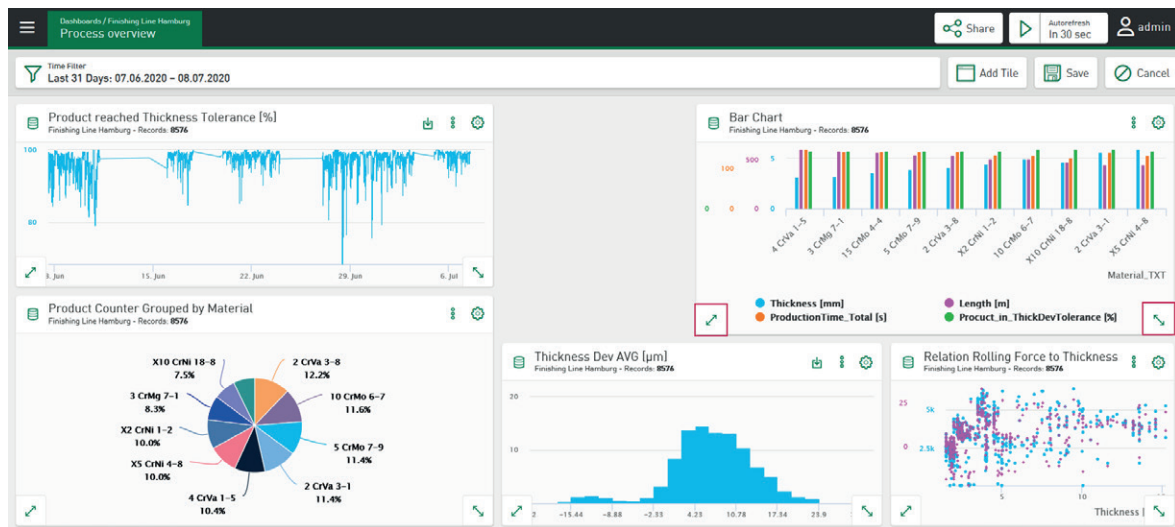 Dashboards / Finishing Line Hamburg
Process overview
Share
Autorefresh
In 30 sec
admin
Time Filter
Last 31 Days: 07.06.2020 – 08.07.2020
Add Tile
Save
Cancel
Product reached Thickness Tolerance [%]
Finishing Line Hamburg - Records: 8576
100
80
. Jun
15. Jun
22. Jun
29. Jun
6. Jul
Bar Chart
Finishing Line Hamburg - Records: 8576
100
500
5
0
0
0
0
4 CrVa 1-5
3 CrMg 7-1
15 CrMo 4-4
5 CrMo 7-9
2 CrVa 3-8
X2 CrNi 1-2
10 CrMo 6-7
X10 CrNi 18-8
2 CrVa 3-1
X5 CrNi 4-8
Material_TXT
Thickness [mm]
Length [m]
ProductionTime_Total [s]
Procuct_in_ThickDevTolerance [%]
Product Counter Grouped by Material
Finishing Line Hamburg - Records: 8576
X10 CrNi 18-8
7.5%
2 CrVa 3-8
12.2%
3 CrMg 7-1
8.3%
10 CrMo 6-7
11.6%
X2 CrNi 1-2
10.0%
5 CrMo 7-9
11.4%
X5 CrNi 4-8
10.0%
2 CrVa 3-1
11.4%
4 CrVa 1-5
10.4%
Thickness Dev AVG [µm]
Finishing Line Hamburg - Records: 8576
20
10
2
-15.44
-8.88
-2.33
4.23
10.78
17.34
23.9
Relation Rolling Force to Thickness
Finishing Line Hamburg - Records: 8576
25
5k
0
2.5k
5
10
Thickness [